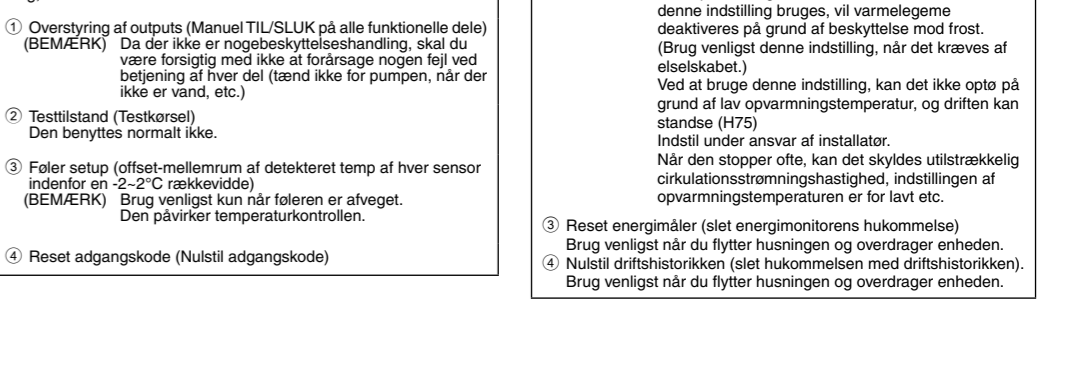 ① Overstyring af outputs (Manuel TIL/SLUK på alle funktionelle dele)
(BEMÆRK) Da der ikke er nogebeskyttelseshandling, skal du
være forsigtig med ikke at forårsage nogen fejl ved
betjening af hver del (tænd ikke for pumpen, når der
ikke er vand, etc.)
② Testtilstand (Testkørsel)
Den benyttes normalt ikke.
③ Føler setup (offset-mellemrum af detekteret temp af hver sensor
indenfor en -2~2°C rækkevidde)
(BEMÆRK) Brug venligst kun når føleren er afveget.
Den påvirker temperaturkontrollen.
④ Reset adgangskode (Nulstil adgangskode)
denne indstilling bruges, vil varmelegeme
deaktiveres på grund af beskyttelse mod frost.
(Brug venligst denne indstilling, når det kræves af
elselskabet.)
Ved at bruge denne indstilling, kan det ikke optø på
grund af lav opvarmningstemperatur, og driften kan
standse (H75)
Indstil under ansvar af installatør.
Når den stopper ofte, kan det skyldes utilstrækkelig
cirkulationsstrømningshastighed, indstillingen af
opvarmningstemperaturen er for lavt etc.
③ Reset energimåler (slet energimonitorens hukommelse)
Brug venligst når du flytter husningen og overdrager enheden.
④ Nulstil driftshistorikken (slet hukommelsen med driftshistorikken).
Brug venligst når du flytter husningen og overdrager enheden.